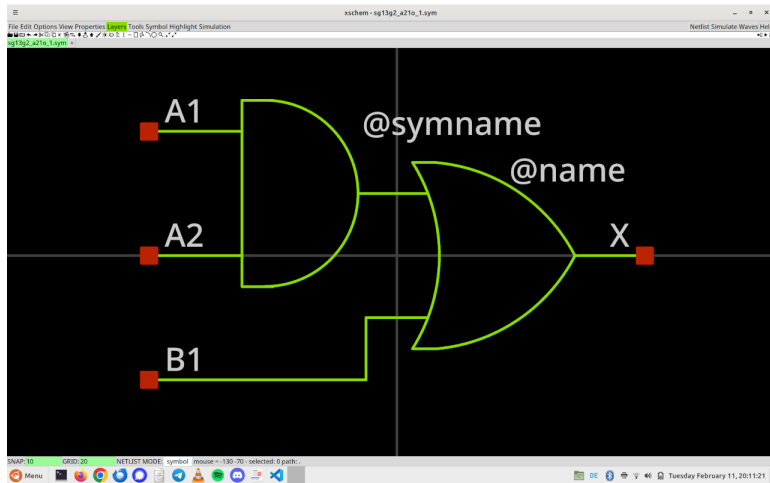 xschem - sg13g2_a21o_1.sym
File Edit Options View Properties Layers Tools Symbol Highlight Simulation
Netlist Simulate Waves Hel
sg13g2_a21o_1.sym
A1
@symname
@name
A2
X
B1
SNAP: 10 GRID: 20 NETLIST MODE: symbol mouse = -130 -70 - selected: 0 path: .
Menu
DE
Tuesday February 11, 20:11:21